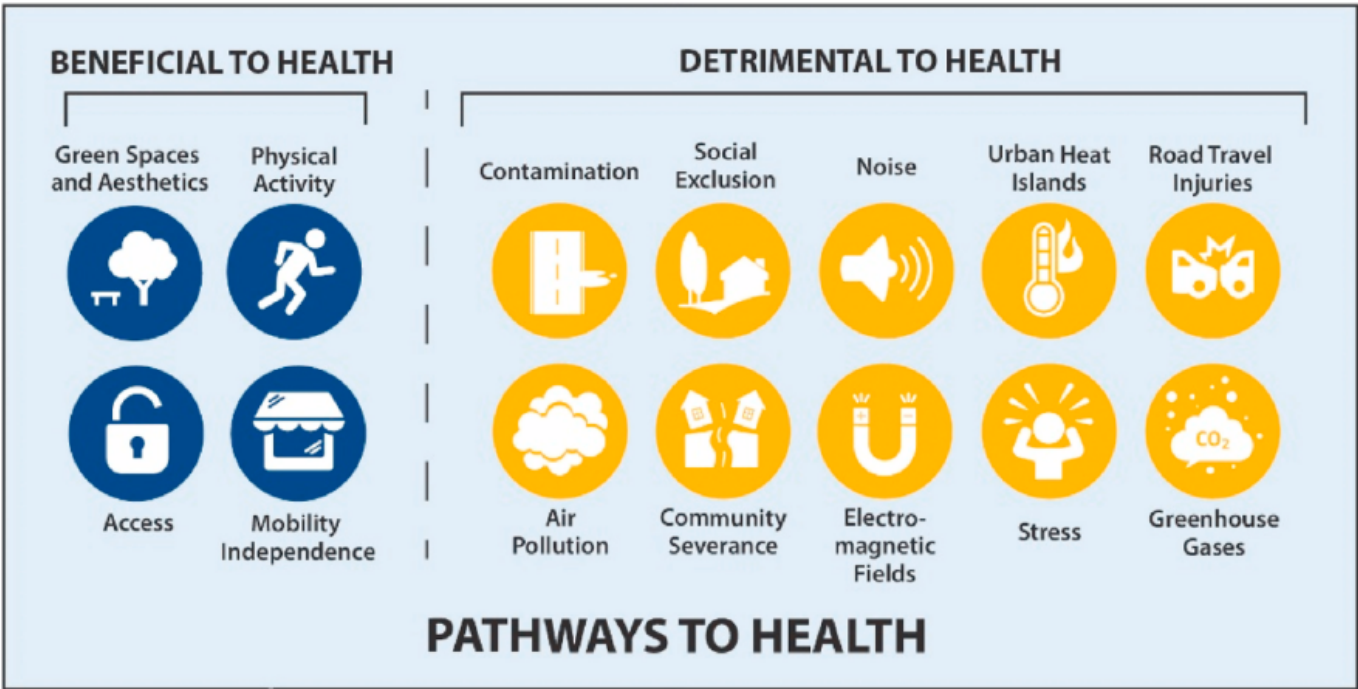 BENEFICIAL TO HEALTH
Green Spaces
and Aesthetics
Physical
Activity
Access
Mobility
Independence
DETRIMENTAL TO HEALTH
Contamination
Social
Exclusion
Noise
Urban Heat
Islands
Road Travel
Injuries
+
−
CO₂
Air
Pollution
Community
Severance
Electro-
magnetic
Fields
Stress
Greenhouse
Gases
PATHWAYS TO HEALTH